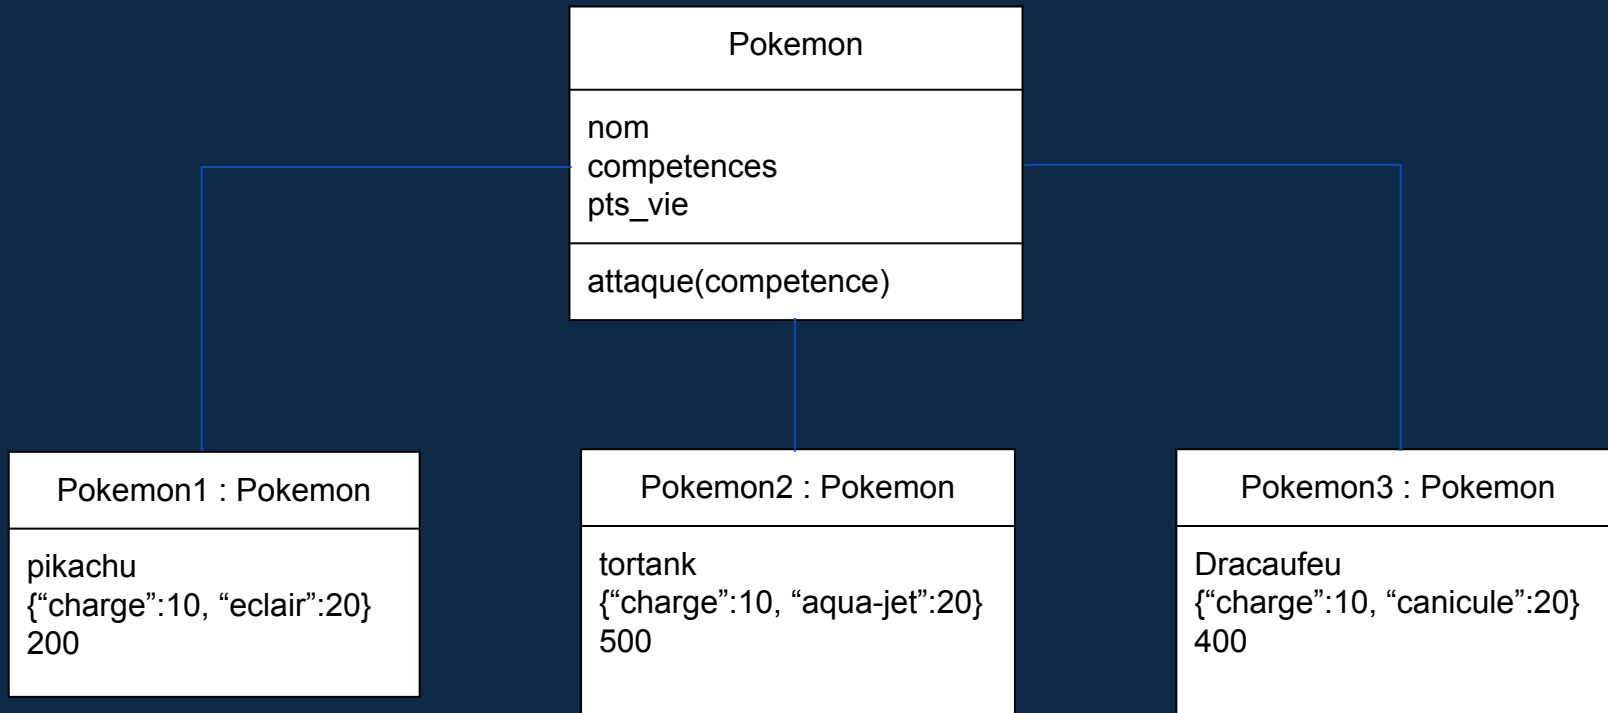 Pokemon
nom
competences
pts_vie
attaque(competence)
Pokemon1 : Pokemon
pikachu
{“charge”:10, “eclair”:20}
200
Pokemon2 : Pokemon
tortank
{“charge”:10, “aqua-jet”:20}
500
Pokemon3 : Pokemon
Dracaufeu
{“charge”:10, “canicule”:20}
400